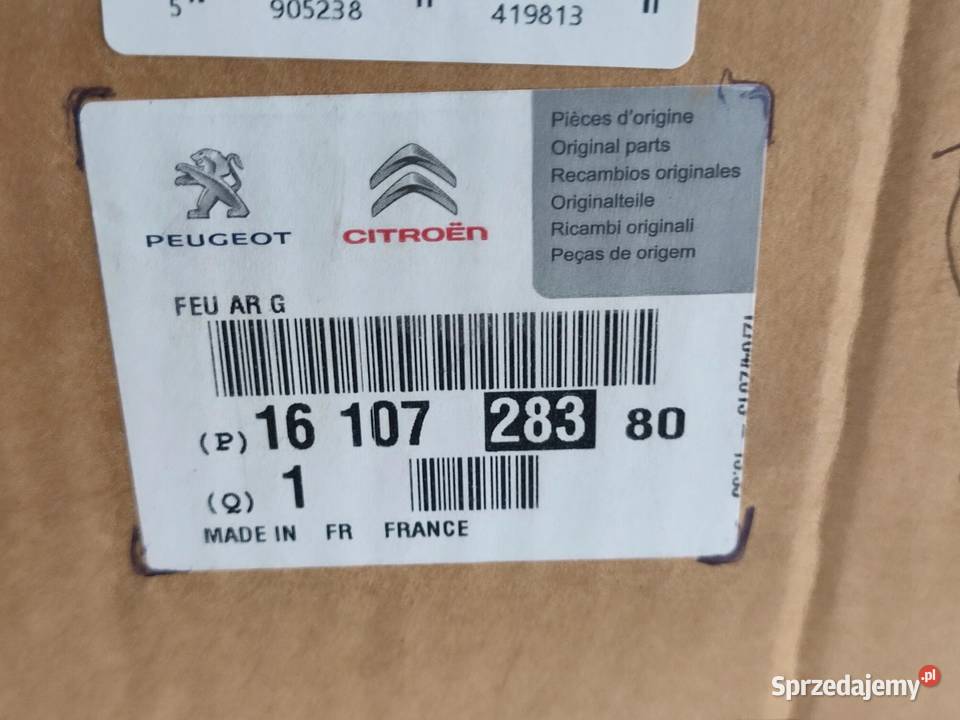 5
905238
419813
PEUGEOT
CITROËN
Pièces d'origine
Original parts
Recambios originales
Originalteile
Ricambi originali
Peças de origem
FEU AR G
(P) 16 107 283 80
(Q) 1
MADE IN FR FRANCE
Sprzedajemy.pl